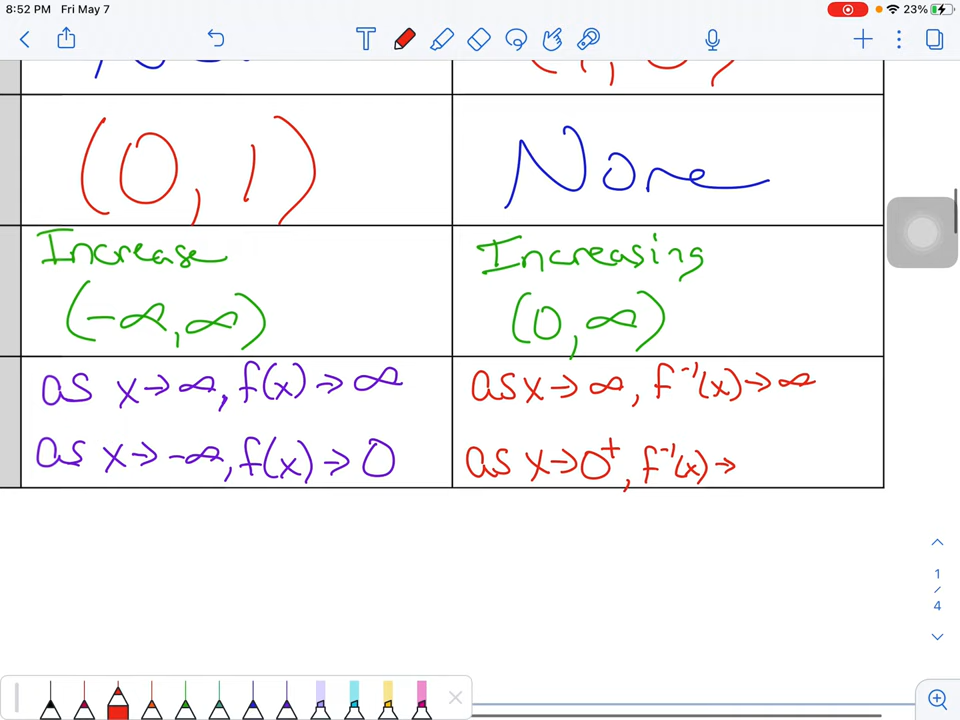 8:52 PM Fri May 7
23%
T
(0, 1)
None
Increase
(-∞, ∞)
Increasing
(0, ∞)
as x→∞, f(x)→∞
as x→-∞, f(x)→0
as x→∞, f⁻¹(x)→∞
as x→0⁺, f⁻¹(x)→
1
/
4